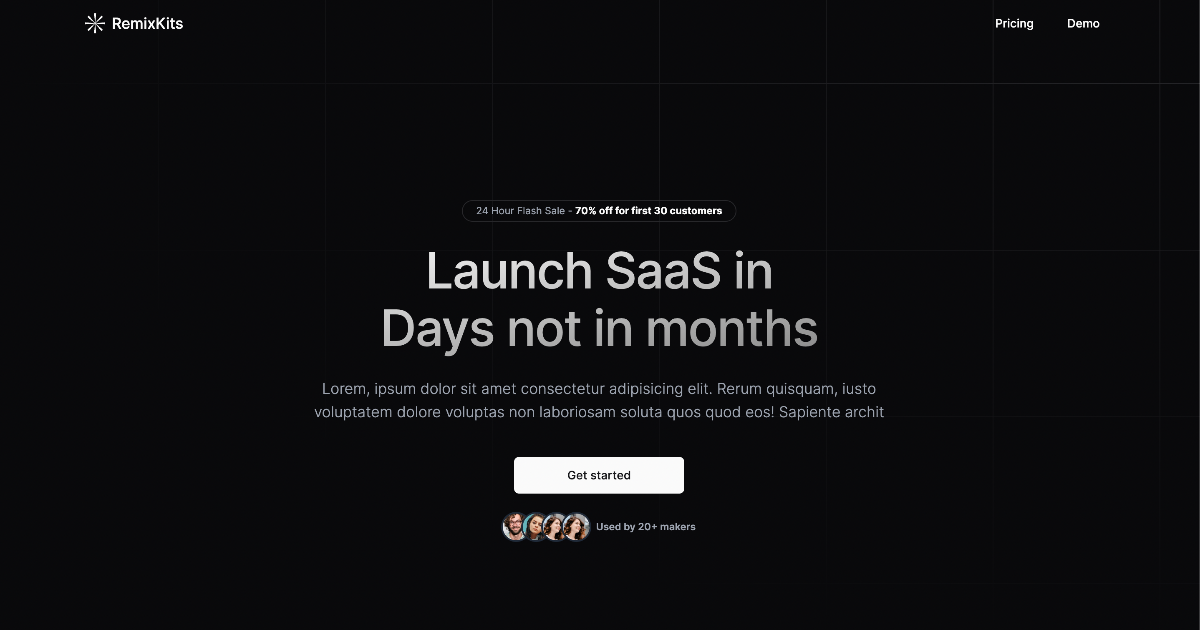 RemixKits
Pricing
Demo
24 Hour Flash Sale - 70% off for first 30 customers
Launch SaaS in
Days not in months
Lorem, ipsum dolor sit amet consectetur adipisicing elit. Rerum quisquam, iusto
voluptatem dolore voluptas non laboriosam soluta quos quod eos! Sapiente archit
Get started
Used by 20+ makers